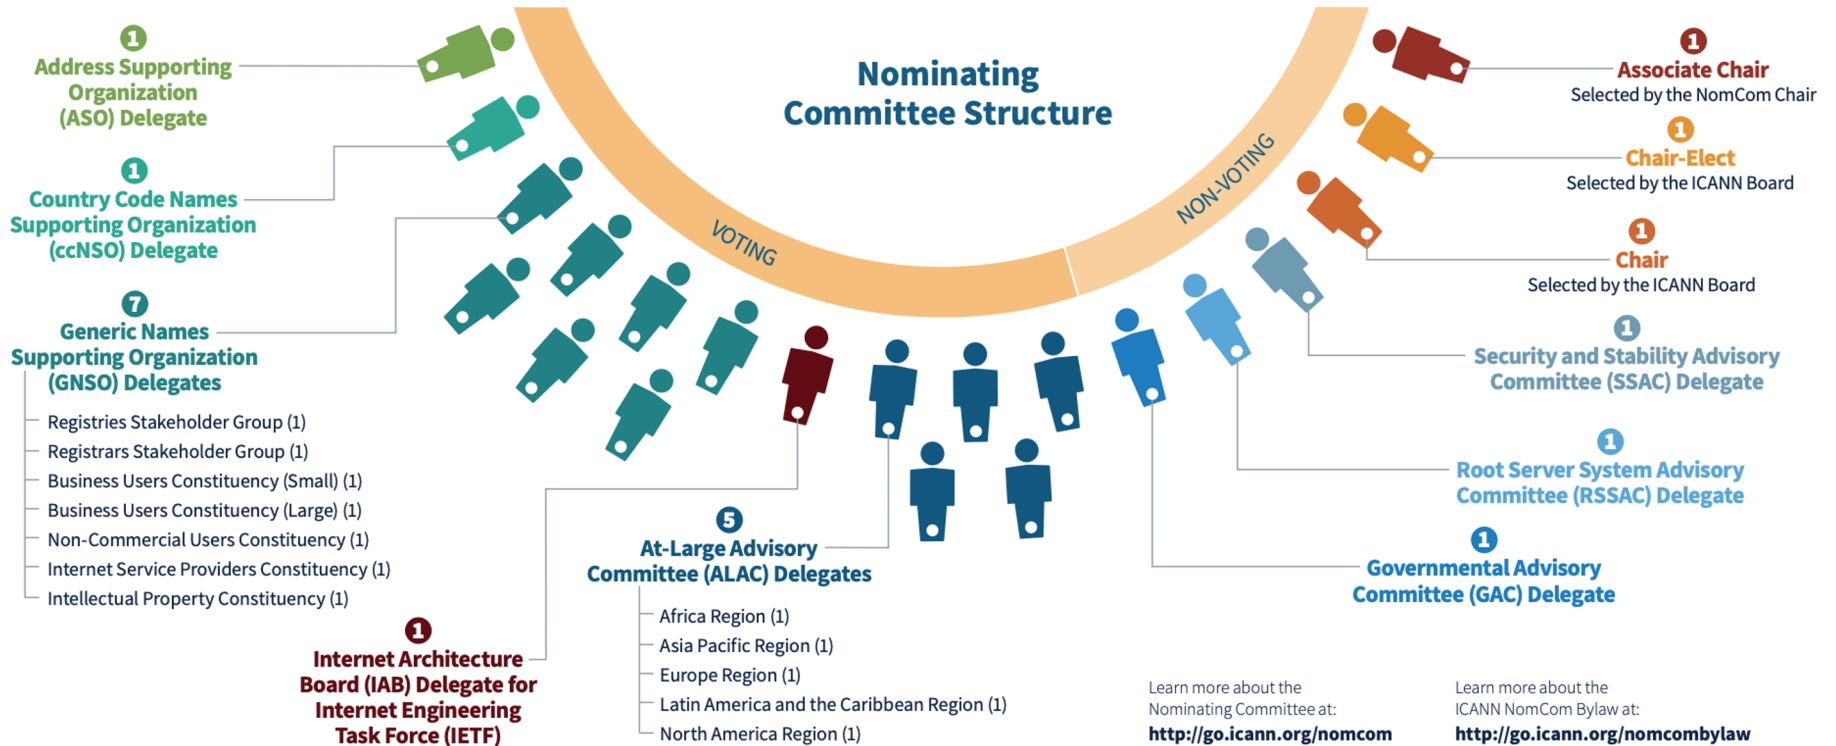 Nominating
Committee Structure
VOTING
NON-VOTING
1
Address Supporting
Organization
(ASO) Delegate
1
Country Code Names
Supporting Organization
(ccNSO) Delegate
7
Generic Names
Supporting Organization
(GNSO) Delegates
Registries Stakeholder Group (1)
Registrars Stakeholder Group (1)
Business Users Constituency (Small) (1)
Business Users Constituency (Large) (1)
Non-Commercial Users Constituency (1)
Internet Service Providers Constituency (1)
Intellectual Property Constituency (1)
1
Internet Architecture
Board (IAB) Delegate for
Internet Engineering
Task Force (IETF)
5
At-Large Advisory
Committee (ALAC) Delegates
Africa Region (1)
Asia Pacific Region (1)
Europe Region (1)
Latin America and the Caribbean Region (1)
North America Region (1)
1
Associate Chair
Selected by the NomCom Chair
1
Chair-Elect
Selected by the ICANN Board
1
Chair
Selected by the ICANN Board
1
Security and Stability Advisory
Committee (SSAC) Delegate
1
Root Server System Advisory
Committee (RSSAC) Delegate
1
Governmental Advisory
Committee (GAC) Delegate
Learn more about the
Nominating Committee at:
http://go.icann.org/nomcom
Learn more about the
ICANN NomCom Bylaw at:
http://go.icann.org/nomcombylaw